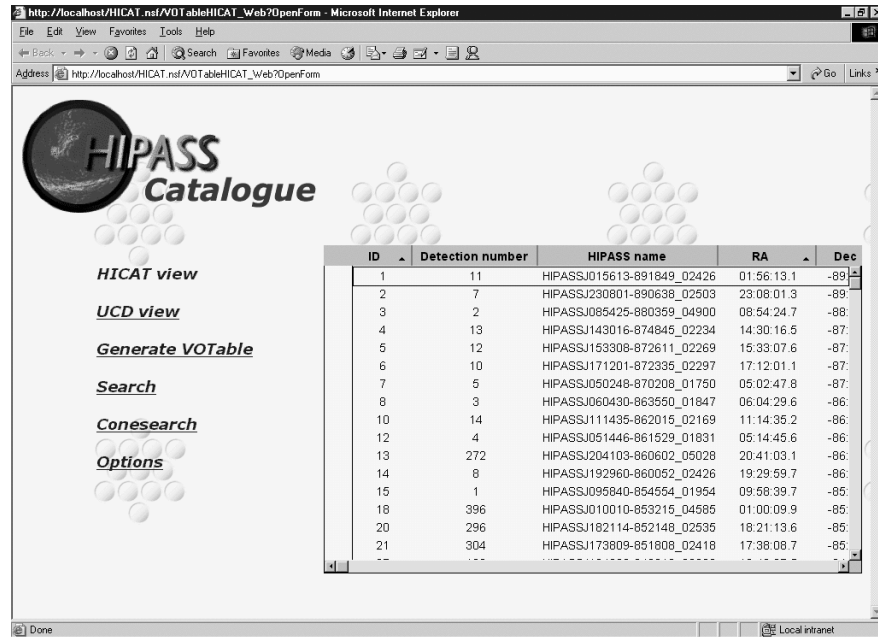 http://localhost/HICAT.nsf/VOTableHICAT_Web?OpenForm - Microsoft Internet Explorer
File Edit View Favorites Tools Help
Back Search Favorites Media
Address http://localhost/HICAT.nsf/VOTableHICAT_Web?OpenForm Go Links
HIPASS
Catalogue
HICAT view
UCD view
Generate VOTable
Search
Conesearch
Options
ID Detection number HIPASS name RA Dec
1 11 HIPASSJ015613-891849_02426 01:56:13.1 -89:
2 7 HIPASSJ230801-890638_02503 23:08:01.3 -89:
3 2 HIPASSJ085425-880359_04900 08:54:24.7 -88:
4 13 HIPASSJ143016-874845_02234 14:30:16.5 -87:
5 12 HIPASSJ153308-872611_02269 15:33:07.6 -87:
6 10 HIPASSJ171201-872335_02297 17:12:01.1 -87:
7 5 HIPASSJ050248-870208_01750 05:02:47.8 -87:
8 3 HIPASSJ060430-863550_01847 06:04:29.6 -86:
10 14 HIPASSJ111435-862015_02169 11:14:35.2 -86:
12 4 HIPASSJ051446-861529_01831 05:14:45.6 -86:
13 272 HIPASSJ204103-860602_05028 20:41:03.1 -86:
14 8 HIPASSJ192960-860052_02426 19:29:59.7 -86:
15 1 HIPASSJ095840-854554_01954 09:58:39.7 -85:
18 396 HIPASSJ010010-853215_04585 01:00:09.9 -85:
20 296 HIPASSJ182114-852148_02535 18:21:13.6 -85:
21 304 HIPASSJ173809-851808_02418 17:38:08.7 -85:
Done Local intranet